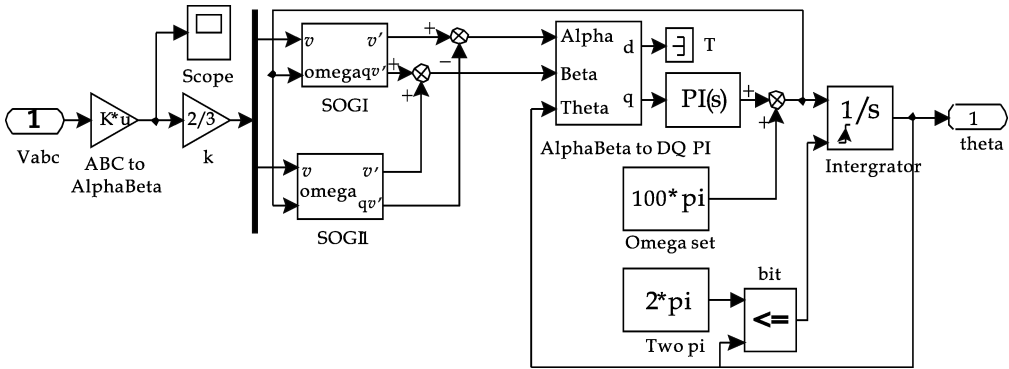 1
Vabc
K*u
ABC to
AlphaBeta
Scope
2/3
k
v
v'
omega
qv'
SOGI
v
v'
omega
qv'
SOGII
+
−
+
+
Alpha
d
Beta
Theta
q
AlphaBeta to DQ PI
T
PI(s)
+
+
100*pi
Omega set
2*pi
Two pi
bit
<=
1/s
Intergrator
1
theta